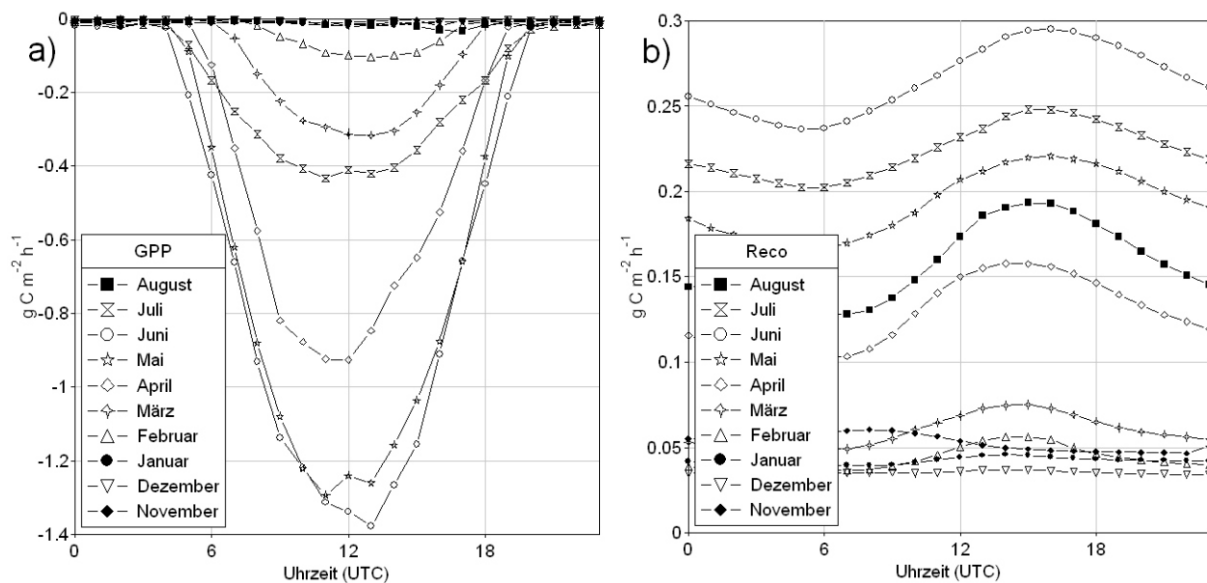 a)
0
-0.2
-0.4
-0.6
-0.8
-1
-1.2
-1.4
g C m⁻² h⁻¹
GPP
August
Juli
Juni
Mai
April
März
Februar
Januar
Dezember
November
0 6 12 18
Uhrzeit (UTC)
b)
0.3
0.25
0.2
0.15
0.1
0.05
0
g C m⁻² h⁻¹
Reco
August
Juli
Juni
Mai
April
März
Februar
Januar
Dezember
November
0 6 12 18
Uhrzeit (UTC)